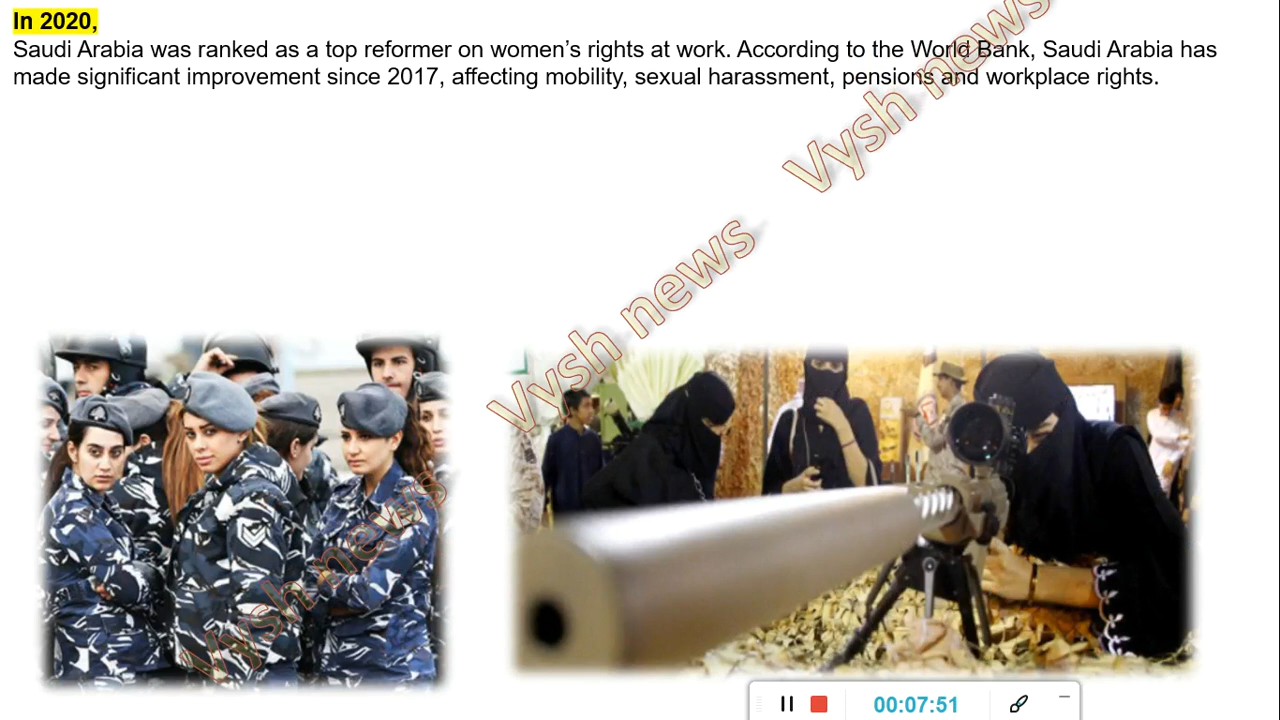 In 2020,
Saudi Arabia was ranked as a top reformer on women's rights at work. According to the World Bank, Saudi Arabia has
made significant improvement since 2017, affecting mobility, sexual harassment, pensions and workplace rights.
Vysh news
Vysh news
Vysh news
00:07:51